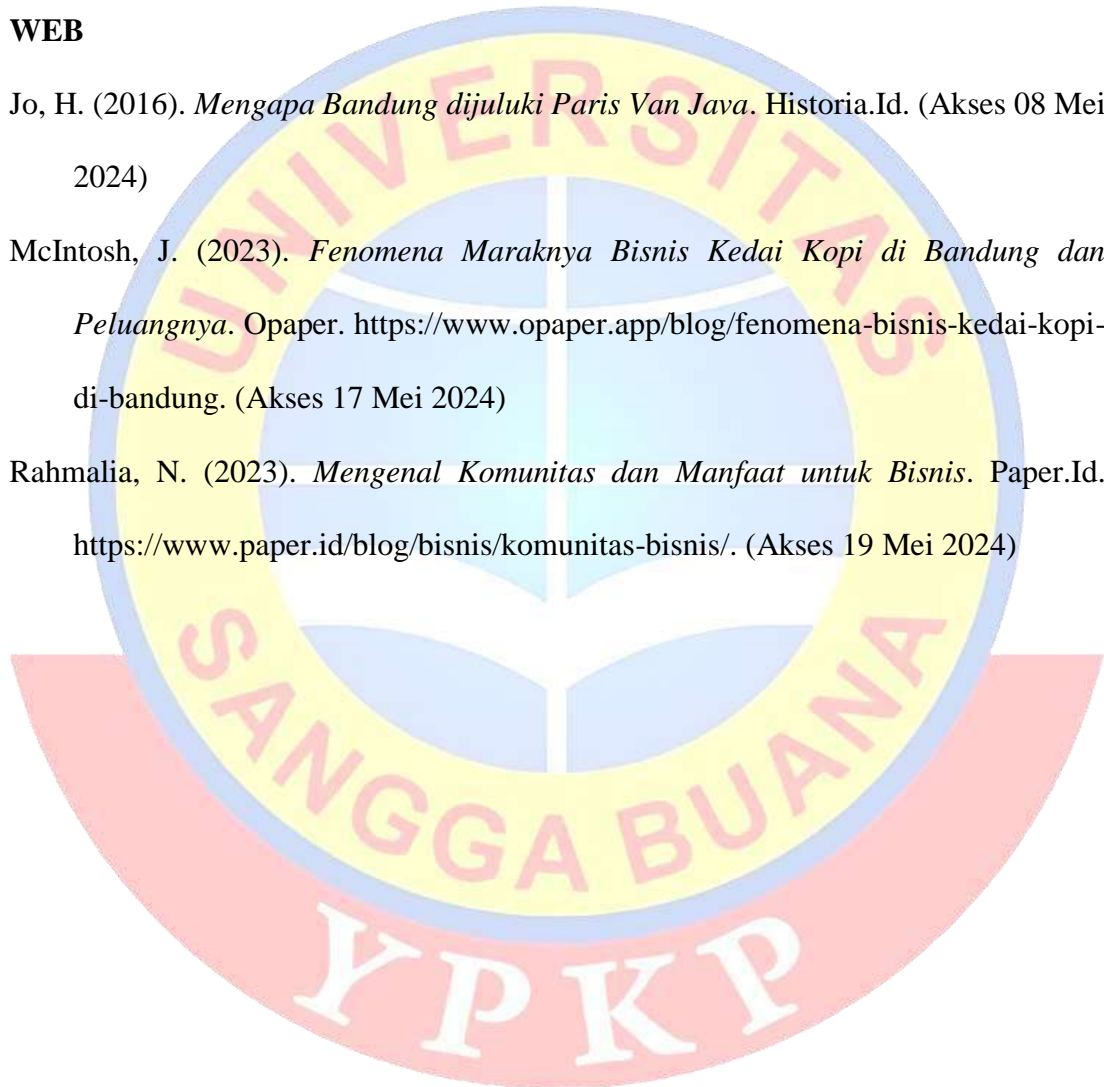 WEB
Jo, H. (2016). Mengapa Bandung dijuluki Paris Van Java. Historia.Id. (Akses 08 Mei
2024)
McIntosh, J. (2023). Fenomena Maraknya Bisnis Kedai Kopi di Bandung dan
Peluangnya. Opaper. https://www.opaper.app/blog/fenomena-bisnis-kedai-kopi-
di-bandung. (Akses 17 Mei 2024)
Rahmalia, N. (2023). Mengenal Komunitas dan Manfaat untuk Bisnis. Paper.Id.
https://www.paper.id/blog/bisnis/komunitas-bisnis/. (Akses 19 Mei 2024)
UNIVERSITAS
SANGGA BUANA
YPKP